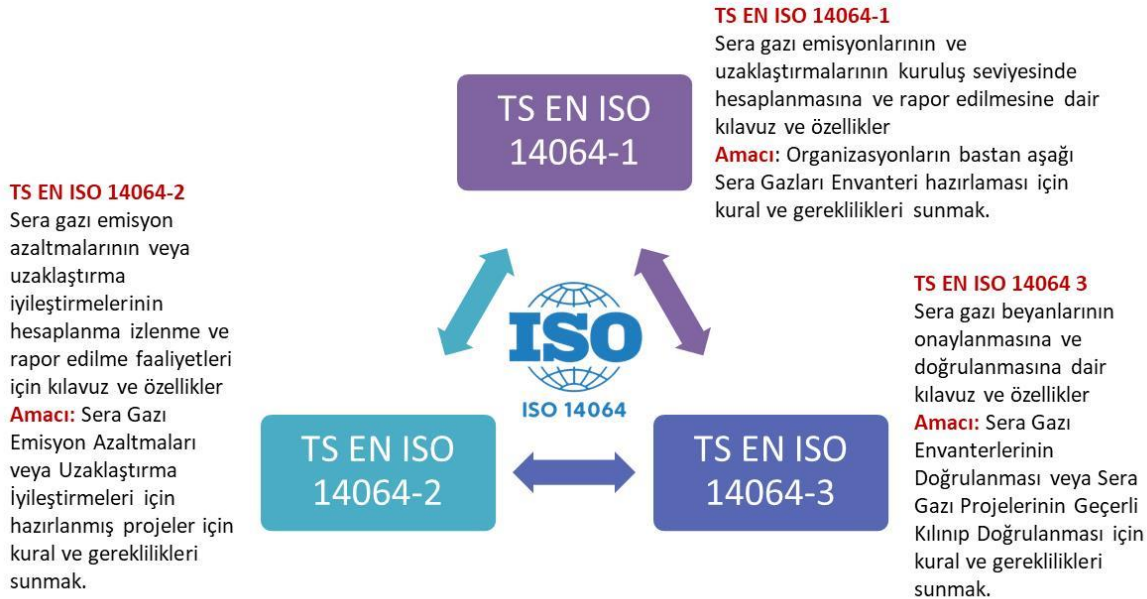 TS EN ISO 14064-1
Sera gazı emisyonlarının ve
uzaklaştırmalarının kuruluş seviyesinde
hesaplanmasına ve rapor edilmesine dair
kılavuz ve özellikler
Amacı: Organizasyonların bastan aşağı
Sera Gazları Envanteri hazırlaması için
kural ve gereklilikleri sunmak.
TS EN ISO
14064-1
TS EN ISO 14064-2
Sera gazı emisyon
azaltmalarının veya
uzaklaştırma
iyileştirmelerinin
hesaplanma izlenme ve
rapor edilme faaliyetleri
için kılavuz ve özellikler
Amacı: Sera Gazı
Emisyon Azaltmaları
veya Uzaklaştırma
İyileştirmeleri için
hazırlanmış projeler için
kural ve gereklilikleri
sunmak.
ISO
ISO 14064
TS EN ISO
14064-2
TS EN ISO
14064-3
TS EN ISO 14064 3
Sera gazı beyanlarının
onaylanmasına ve
doğrulanmasına dair
kılavuz ve özellikler
Amacı: Sera Gazı
Envanterlerinin
Doğrulanması veya Sera
Gazı Projelerinin Geçerli
Kılınıp Doğrulanması için
kural ve gereklilikleri
sunmak.